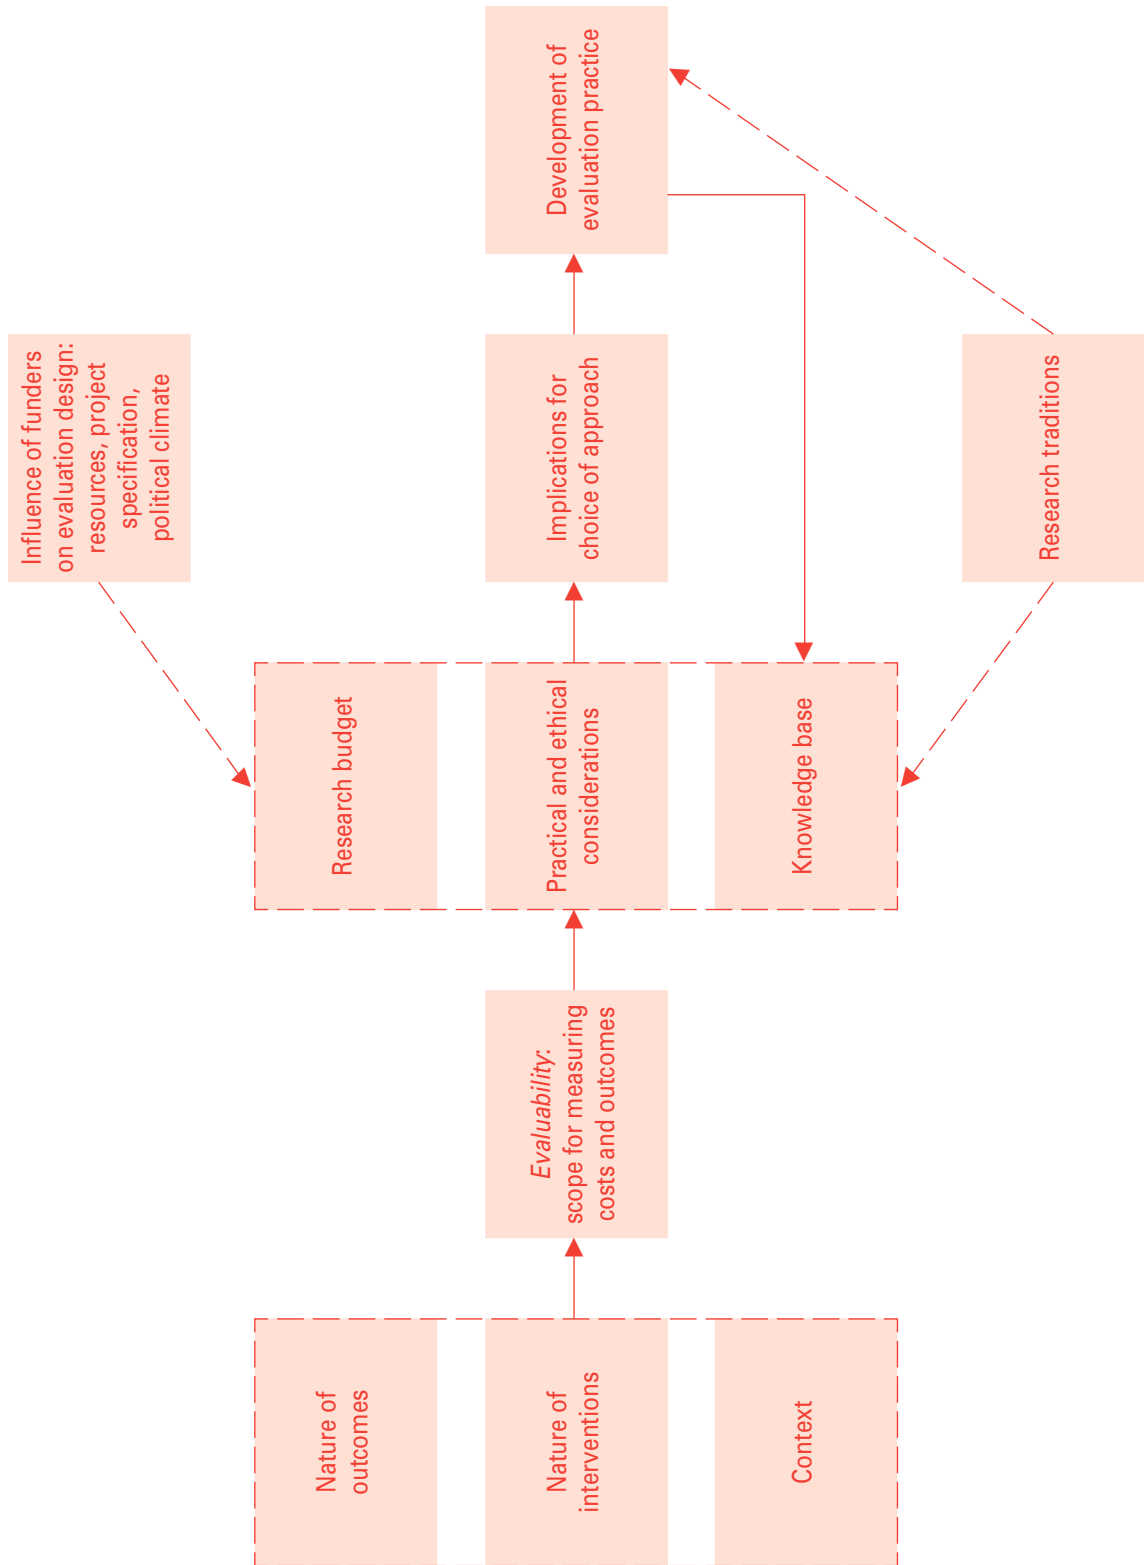 Nature of
outcomes
Nature of
interventions
Context
Evaluability:
scope for measuring
costs and outcomes
Research budget
Practical and ethical
considerations
Knowledge base
Influence of funders
on evaluation design:
resources, project
specification,
political climate
Implications for
choice of approach
Research traditions
Development of
evaluation practice